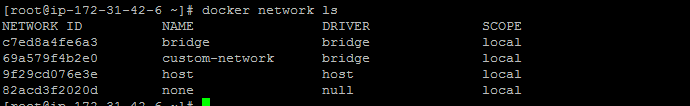 [root@ip-172-31-42-6 ~]# docker network ls
NETWORK ID NAME DRIVER SCOPE
c7ed8a4fe6a3 bridge bridge local
69a579f4b2e0 custom-network bridge local
9f29cd076e3e host host local
82acd3f2020d none null local
[root@ip-172-31-42-6 ~]#